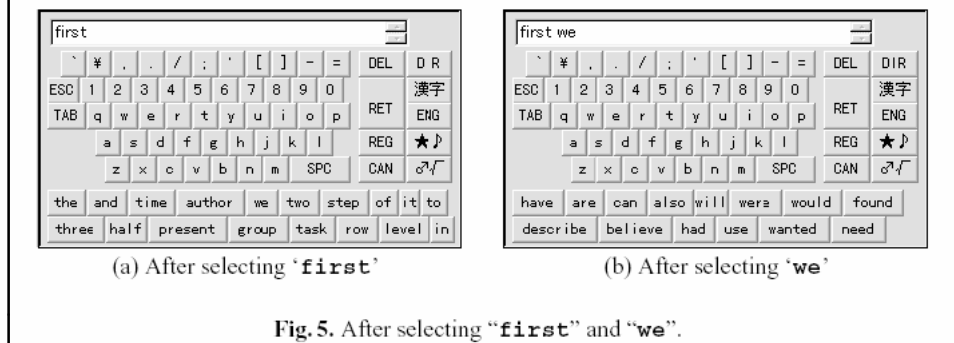 first
first we
` ¥ , . / ; ' [ ] - = DEL D R
` ¥ , . / ; ' [ ] - = DEL DIR
ESC 1 2 3 4 5 6 7 8 9 0 漢字
ESC 1 2 3 4 5 6 7 8 9 0 漢字
TAB q w e r t y u i o p RET ENG
TAB q w e r t y u i o p RET ENG
a s d f g h j k l REG ★♪
a s d f g h j k l REG ★♪
z x c v b n m SPC CAN ♂√
z x c v b n m SPC CAN ♂√
the and time author we two step of it to
three half present group task row level in
have are can also will were would found
describe believe had use wanted need
(a) After selecting ‘first’
(b) After selecting ‘we’
Fig. 5. After selecting “first” and “we”.